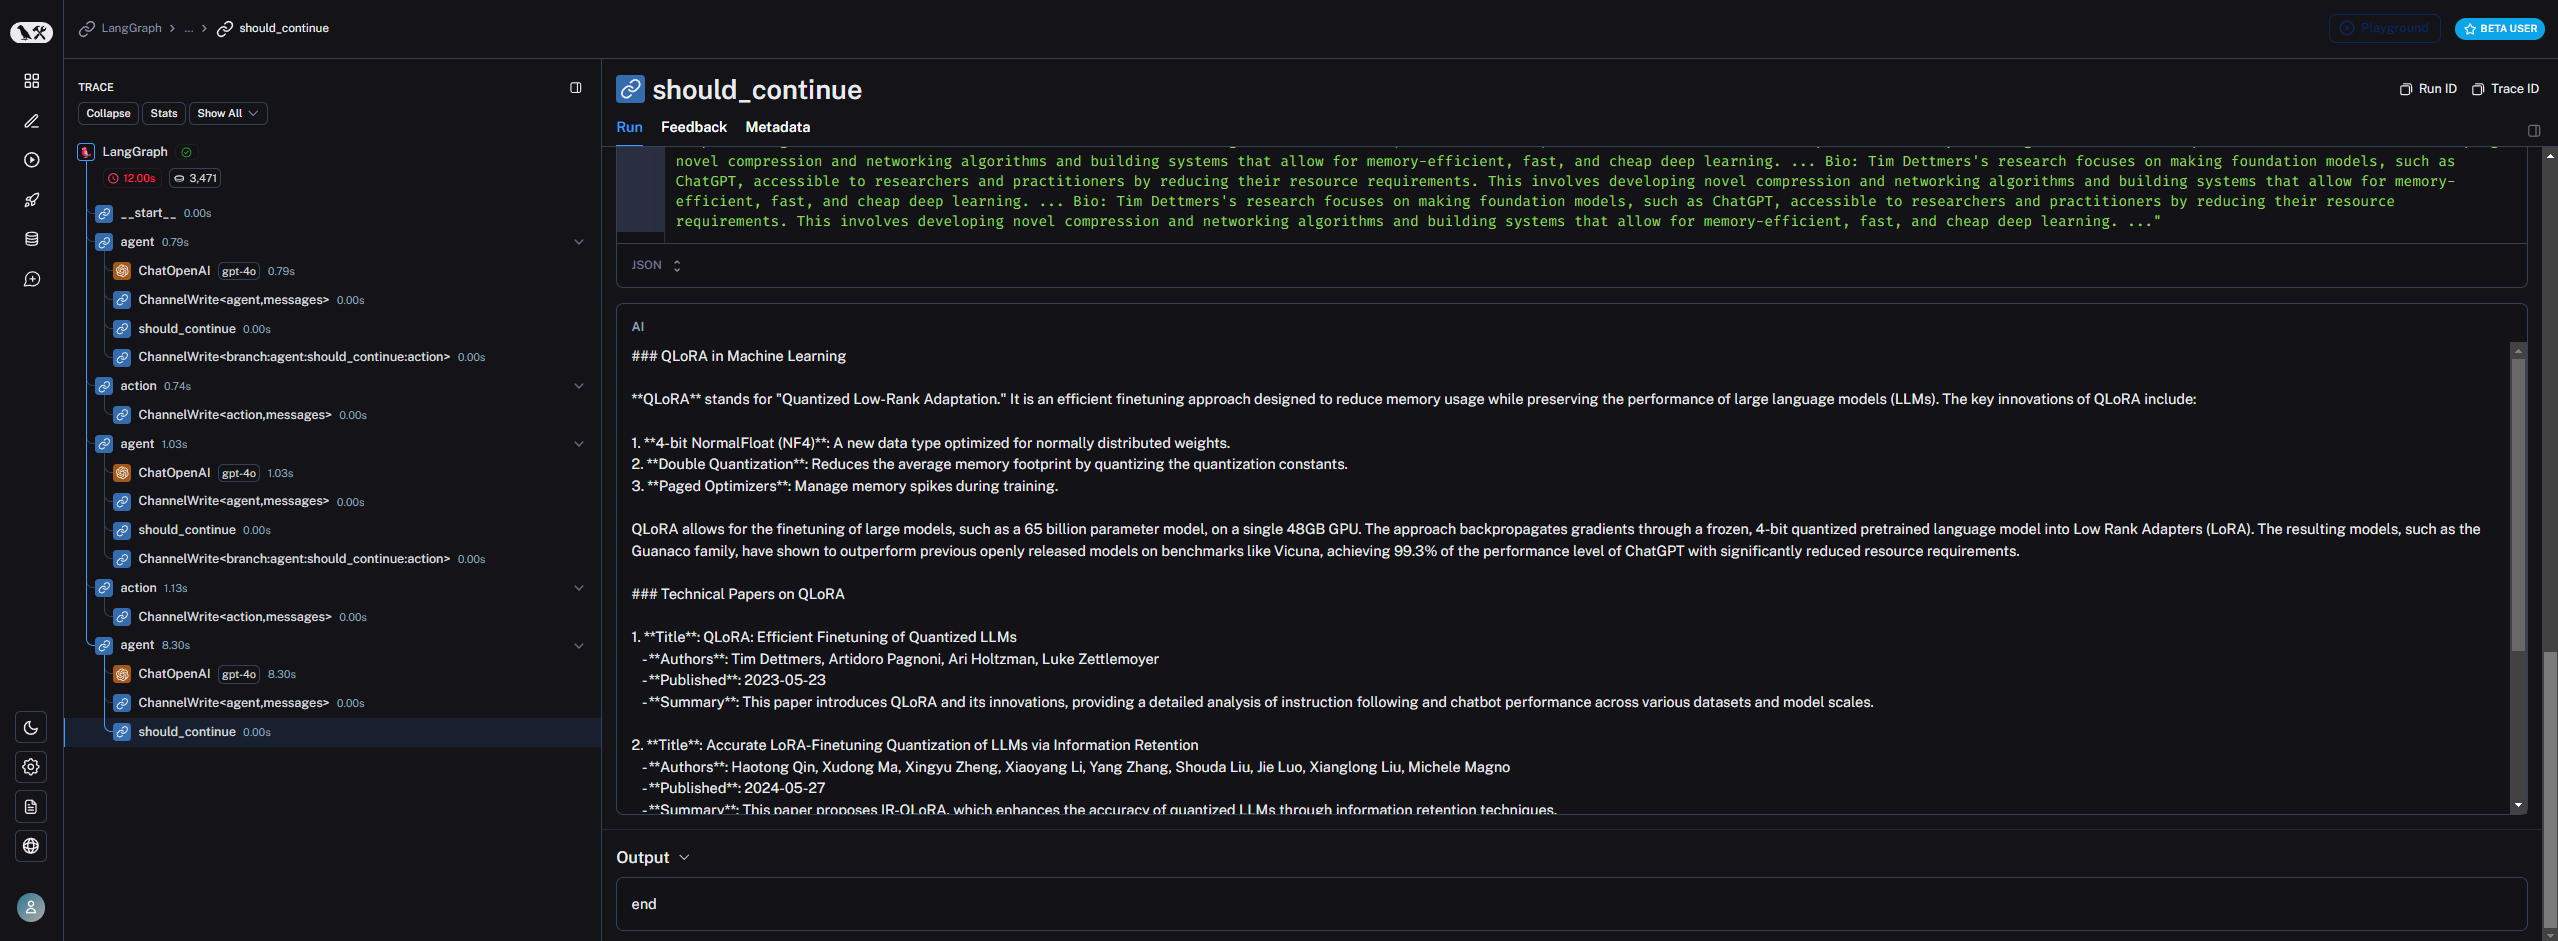 LangGraph > ... > should_continue
Playground
BETA USER
TRACE
Collapse
Stats
Show All
LangGraph
12.00s
3,471
__start__ 0.00s
agent 0.79s
ChatOpenAI gpt-4o 0.79s
ChannelWrite<agent,messages> 0.00s
should_continue 0.00s
ChannelWrite<branch:agent:should_continue:action> 0.00s
action 0.74s
ChannelWrite<action,messages> 0.00s
agent 1.03s
ChatOpenAI gpt-4o 1.03s
ChannelWrite<agent,messages> 0.00s
should_continue 0.00s
ChannelWrite<branch:agent:should_continue:action> 0.00s
action 1.13s
ChannelWrite<action,messages> 0.00s
agent 8.30s
ChatOpenAI gpt-4o 8.30s
ChannelWrite<agent,messages> 0.00s
should_continue 0.00s
should_continue
Run ID
Trace ID
Run
Feedback
Metadata
novel compression and networking algorithms and building systems that allow for memory-efficient, fast, and cheap deep learning. ... Bio: Tim Dettmers's research focuses on making foundation models, such as
ChatGPT, accessible to researchers and practitioners by reducing their resource requirements. This involves developing novel compression and networking algorithms and building systems that allow for memory-
efficient, fast, and cheap deep learning. ... Bio: Tim Dettmers's research focuses on making foundation models, such as ChatGPT, accessible to researchers and practitioners by reducing their resource
requirements. This involves developing novel compression and networking algorithms and building systems that allow for memory-efficient, fast, and cheap deep learning. ..."
JSON
AI
### QLoRA in Machine Learning
**QLoRA** stands for "Quantized Low-Rank Adaptation." It is an efficient finetuning approach designed to reduce memory usage while preserving the performance of large language models (LLMs). The key innovations of QLoRA include:
1. **4-bit NormalFloat (NF4)**: A new data type optimized for normally distributed weights.
2. **Double Quantization**: Reduces the average memory footprint by quantizing the quantization constants.
3. **Paged Optimizers**: Manage memory spikes during training.
QLoRA allows for the finetuning of large models, such as a 65 billion parameter model, on a single 48GB GPU. The approach backpropagates gradients through a frozen, 4-bit quantized pretrained language model into Low Rank Adapters (LoRA). The resulting models, such as the
Guanaco family, have shown to outperform previous openly released models on benchmarks like Vicuna, achieving 99.3% of the performance level of ChatGPT with significantly reduced resource requirements.
### Technical Papers on QLoRA
1. **Title**: QLoRA: Efficient Finetuning of Quantized LLMs
- **Authors**: Tim Dettmers, Artidoro Pagnoni, Ari Holtzman, Luke Zettlemoyer
- **Published**: 2023-05-23
- **Summary**: This paper introduces QLoRA and its innovations, providing a detailed analysis of instruction following and chatbot performance across various datasets and model scales.
2. **Title**: Accurate LoRA-Finetuning Quantization of LLMs via Information Retention
- **Authors**: Haotong Qin, Xudong Ma, Xingyu Zheng, Xiaoyang Li, Yang Zhang, Shouda Liu, Jie Luo, Xianglong Liu, Michele Magno
- **Published**: 2024-05-27
- **Summary**: This paper proposes IR-QLoRA, which enhances the accuracy of quantized LLMs through information retention techniques.
Output
end